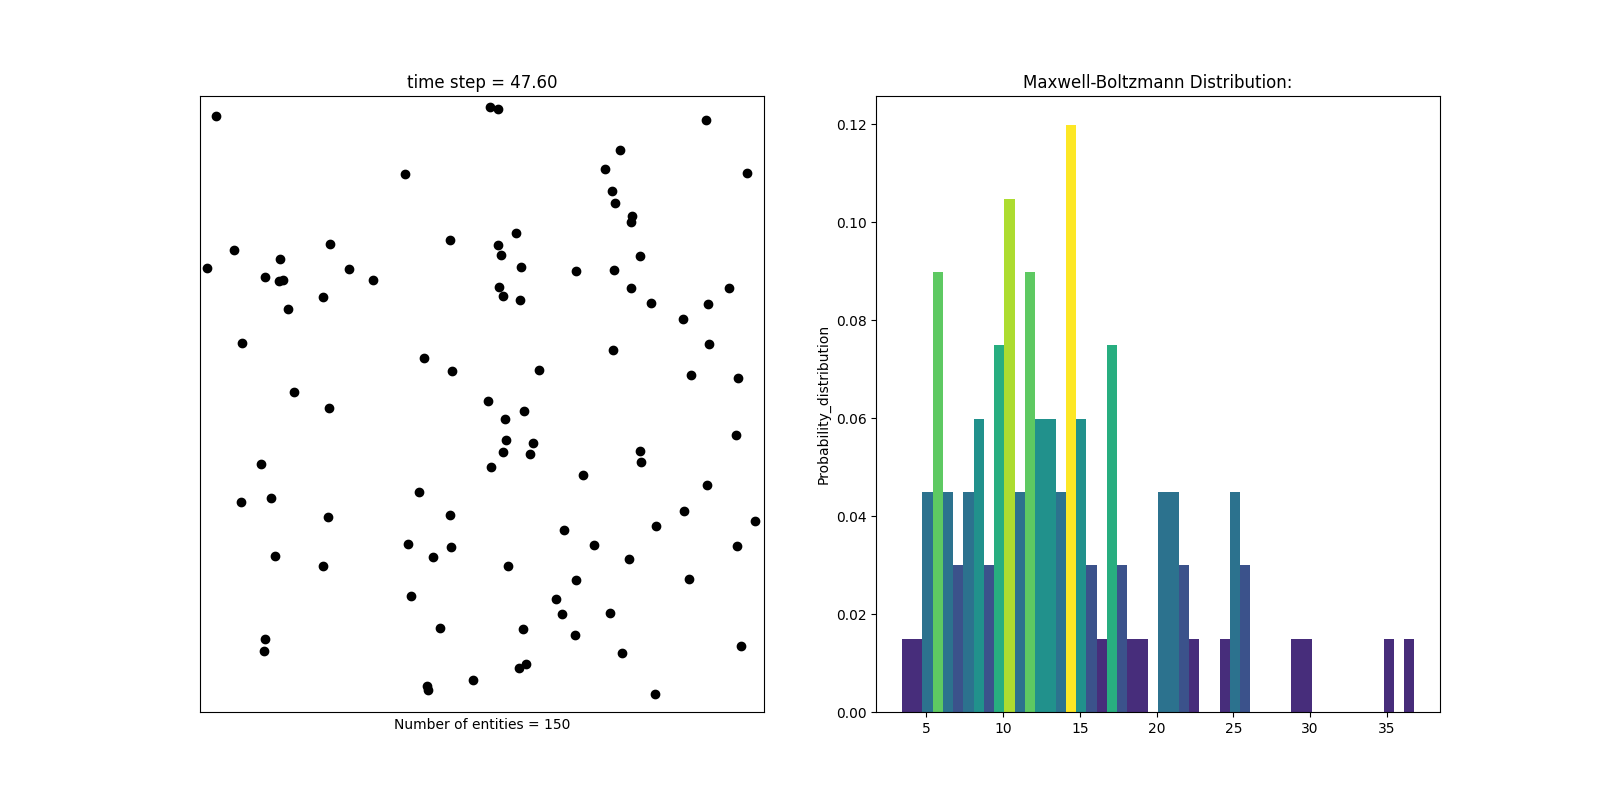 time step = 47.60
Number of entities = 150
Maxwell-Boltzmann Distribution:
Probability_distribution
0.12
0.10
0.08
0.06
0.04
0.02
0.00
5 10 15 20 25 30 35